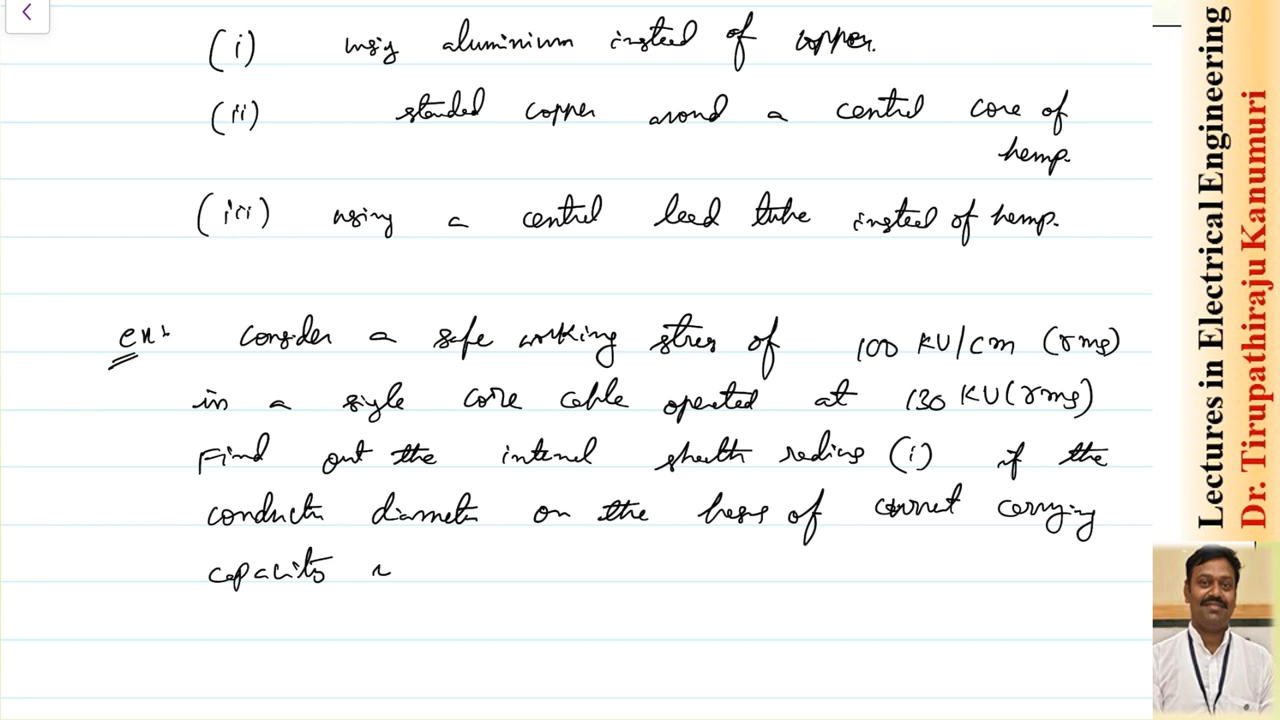 (i) using aluminium instead of copper.
(ii) stranded copper around a central core of
hemp.
(iii) using a central lead tube instead of hemp.
ex: Consider a safe working stress of 100 KV/cm (rms)
in a single core cable operated at 130 KV(rms)
Find out the internal sheath radius (i) if the
conductor diameter on the basis of current carrying
capacity
Lectures in Electrical Engineering
Dr. Tirupathiraju Kanumuri